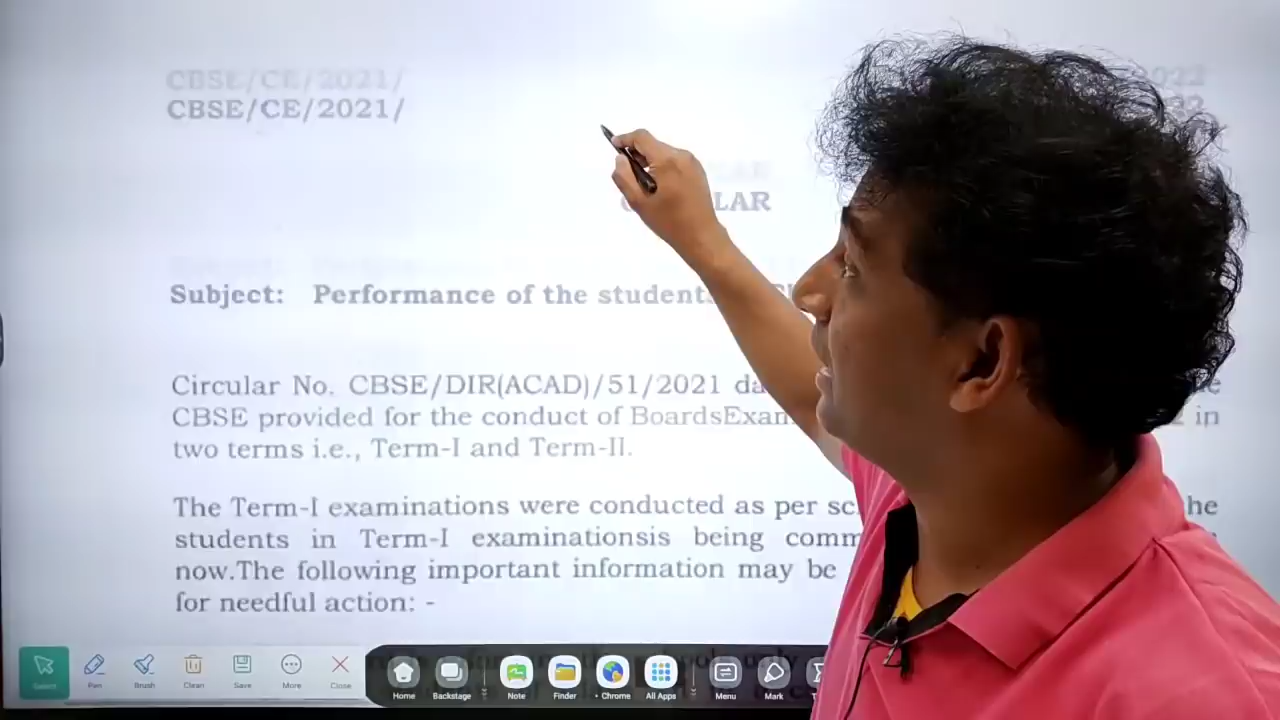 CBSE/CE/2021/ 2022
CBSE/CE/2021/
LAR
Subject: Performance of the students
Circular No. CBSE/DIR(ACAD)/51/2021
CBSE provided for the conduct of BoardsExam in
two terms i.e., Term-I and Term-II.
The Term-I examinations were conducted as per
students in Term-I examinationsis being
now.The following important information may be
for needful action: -
Select Pen Brush Clean Save More Close Home Backstage Note Finder Chrome All Apps Menu Mark